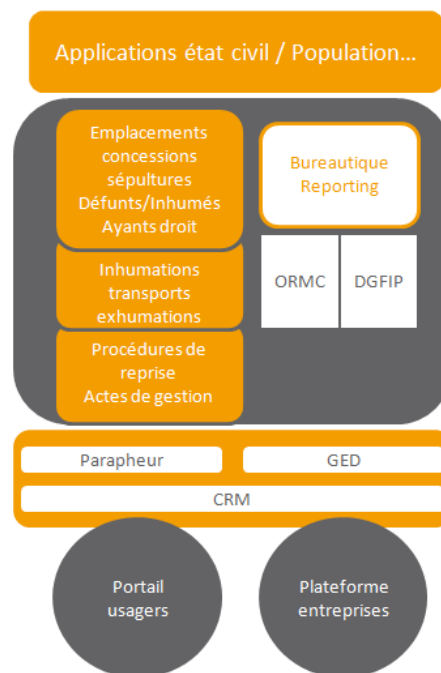 Applications état civil / Population...
Emplacements
concessions
sépultures
Défunts/Inhumés
Ayants droit
Bureautique
Reporting
Inhumations
transports
exhumations
ORMC
DGFIP
Procédures de
reprise
Actes de gestion
Parapheur
GED
CRM
Portail
usagers
Plateforme
entreprises